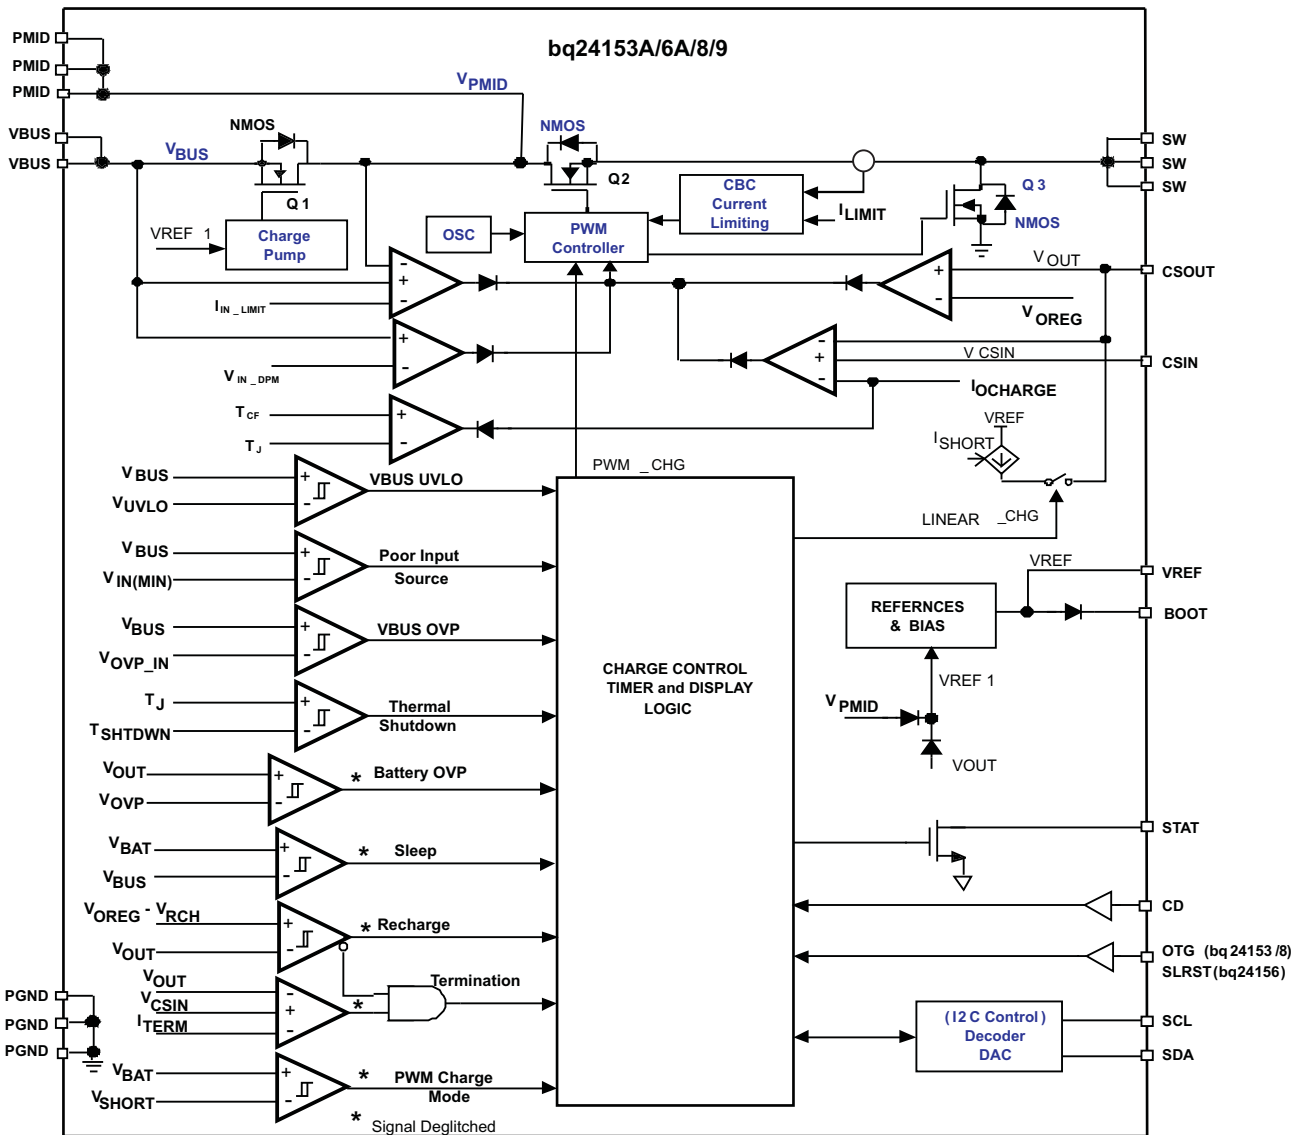 bq24153A/6A/8/9
PMID
PMID
PMID
VBUS
VBUS
VPMID
VBUS
NMOS
Q1
NMOS
Q2
VREF 1
Charge
Pump
OSC
PWM
Controller
CBC
Current
Limiting
ILIMIT
Q3
NMOS
SW
SW
SW
IIN_LIMIT
VIN_DPM
TCF
TJ
VOUT
CSOUT
VOREG
V CSIN
CSIN
IOCHARGE
VREF
ISHORT
LINEAR _CHG
PWM _CHG
VBUS
VUVLO
+
-
VBUS UVLO
VBUS
VIN(MIN)
+
-
Poor Input
Source
VBUS
VOVP_IN
+
-
VBUS OVP
TJ
TSHTDWN
+
-
Thermal
Shutdown
VOUT
VOVP
+
-
* Battery OVP
VBAT
VBUS
+
-
* Sleep
VOREG - VRCH
VOUT
+
-
* Recharge
VOUT
VCSIN
ITERM
-
+
-
*
Termination
VBAT
VSHORT
+
-
* PWM Charge
Mode
* Signal Deglitched
CHARGE CONTROL
TIMER and DISPLAY
LOGIC
VREF
VREF
BOOT
REFERNCES
& BIAS
VREF 1
VPMID
VOUT
STAT
CD
OTG (bq24153/8)
SLRST(bq24156)
(I2C Control)
Decoder
DAC
SCL
SDA
PGND
PGND
PGND